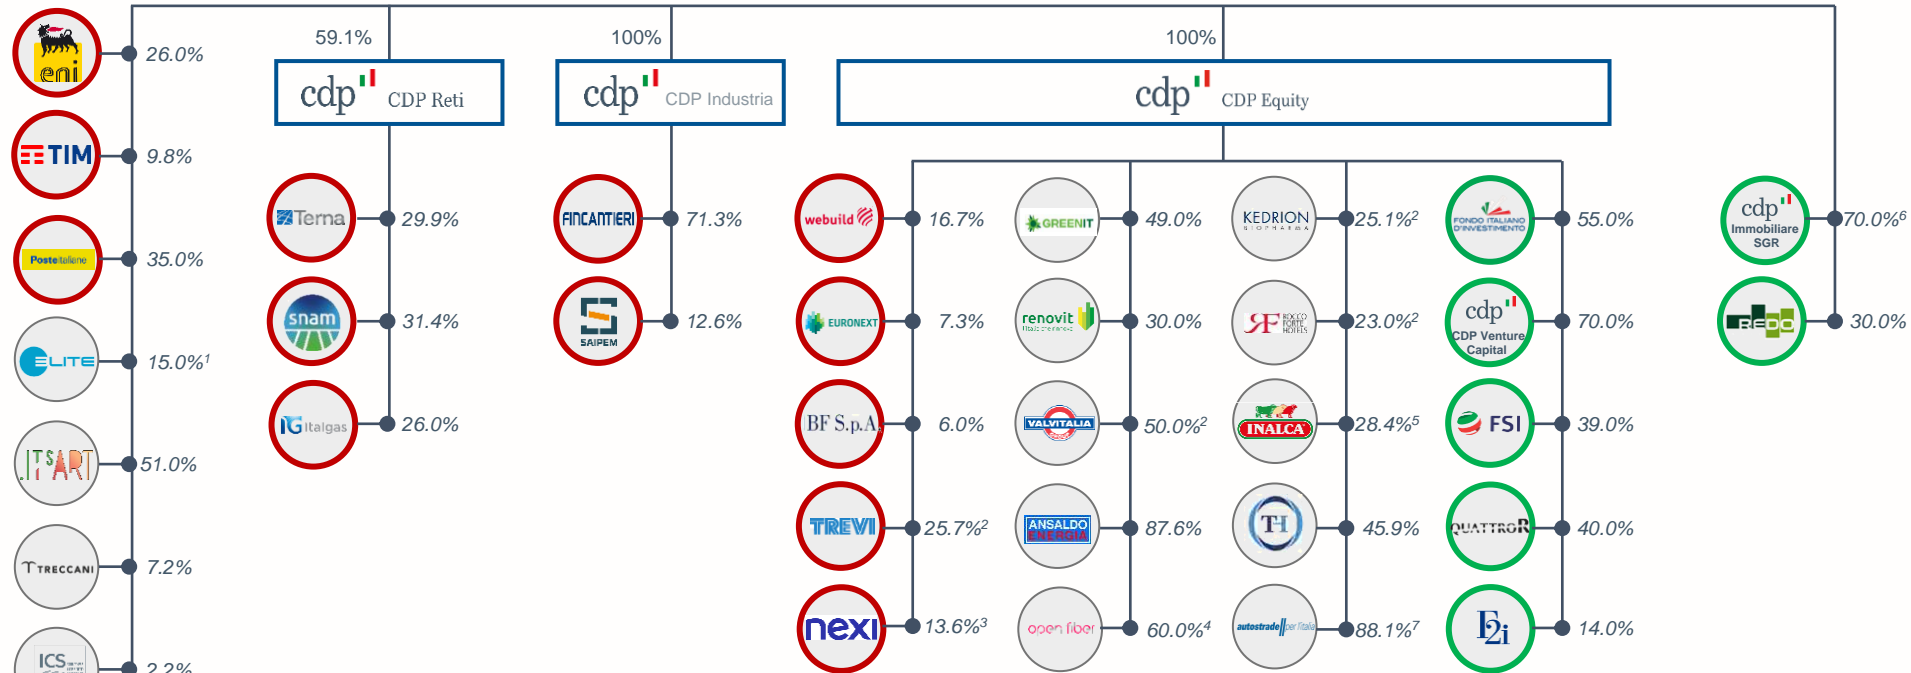 eni
26.0%
TIM
9.8%
Posteitaliane
35.0%
ELITE
15.0%1
ITSART
51.0%
TRECCANI
7.2%
ICS
2.2%
59.1%
cdp CDP Reti
Terna
29.9%
snam
31.4%
Italgas
26.0%
100%
cdp CDP Industria
FINCANTIERI
71.3%
SAIPEM
12.6%
100%
cdp CDP Equity
webuild
16.7%
EURONEXT
7.3%
BF S.p.A.
6.0%
TREVI
25.7%2
nexi
13.6%3
GREENIT
49.0%
renovit
30.0%
VALVITALIA
50.0%2
ANSALDO
ENERGIA
87.6%
open fiber
60.0%4
KEDRION
BIOPHARMA
25.1%2
RF ROCCO
FORTE
HOTELS
23.0%2
INALCA
28.4%5
TH
45.9%
autostrade per l'italia
88.1%7
FONDO ITALIANO
D'INVESTIMENTO
55.0%
cdp
CDP Venture
Capital
70.0%
FSI
39.0%
QUATTROR
40.0%
F2i
14.0%
cdp
Immobiliare
SGR
70.0%6
REDO
30.0%